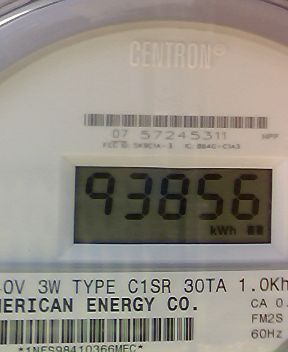 CENTRON®
07 57245311
93856
kWh
0V 3W TYPE C1SR 30TA 1.0Kh
MERICAN ENERGY CO.
CA 0.
FM2S
60Hz